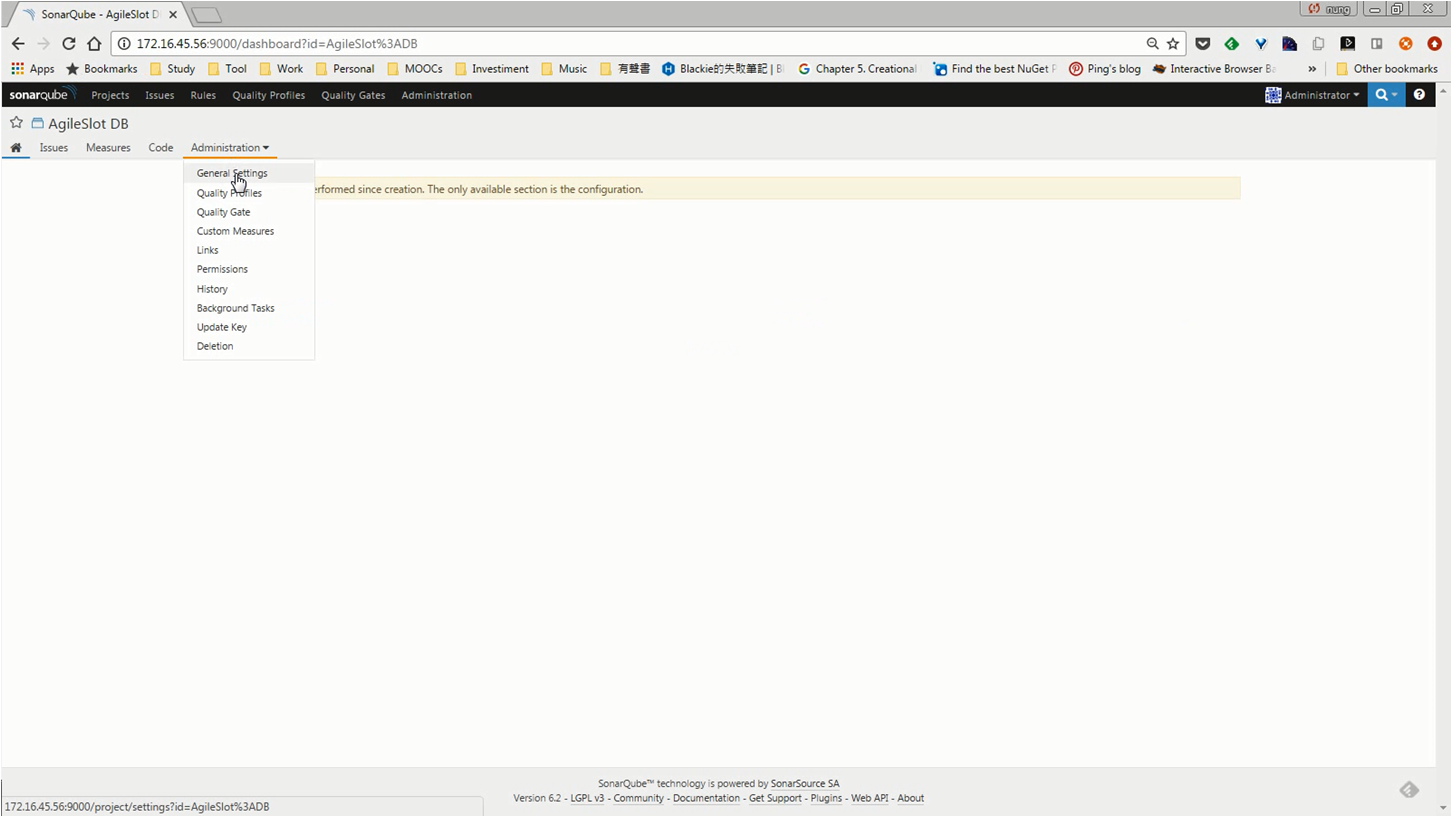 SonarQube - AgileSlot D
nung
172.16.45.56:9000/dashboard?id=AgileSlot%3ADB
Apps Bookmarks Study Tool Work Personal MOOCs Investiment Music 有聲書 Blackie的失敗筆記 | Bl Chapter 5. Creational Find the best NuGet P Ping's blog Interactive Browser Ba » Other bookmarks
sonarqube Projects Issues Rules Quality Profiles Quality Gates Administration Administrator
AgileSlot DB
Issues Measures Code Administration
General Settings
erformed since creation. The only available section is the configuration.
Quality Profiles
Quality Gate
Custom Measures
Links
Permissions
History
Background Tasks
Update Key
Deletion
SonarQube™ technology is powered by SonarSource SA
Version 6.2 - LGPL v3 - Community - Documentation - Get Support - Plugins - Web API - About
172.16.45.56:9000/project/settings?id=AgileSlot%3ADB